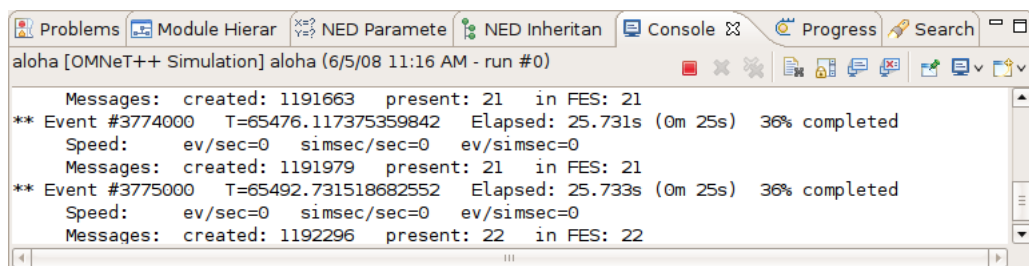 Problems Module Hierar NED Paramete NED Inheritan Console Progress Search
aloha [OMNeT++ Simulation] aloha (6/5/08 11:16 AM - run #0)
Messages: created: 1191663 present: 21 in FES: 21
** Event #3774000 T=65476.117375359842 Elapsed: 25.731s (0m 25s) 36% completed
Speed: ev/sec=0 simsec/sec=0 ev/simsec=0
Messages: created: 1191979 present: 21 in FES: 21
** Event #3775000 T=65492.731518682552 Elapsed: 25.733s (0m 25s) 36% completed
Speed: ev/sec=0 simsec/sec=0 ev/simsec=0
Messages: created: 1192296 present: 22 in FES: 22